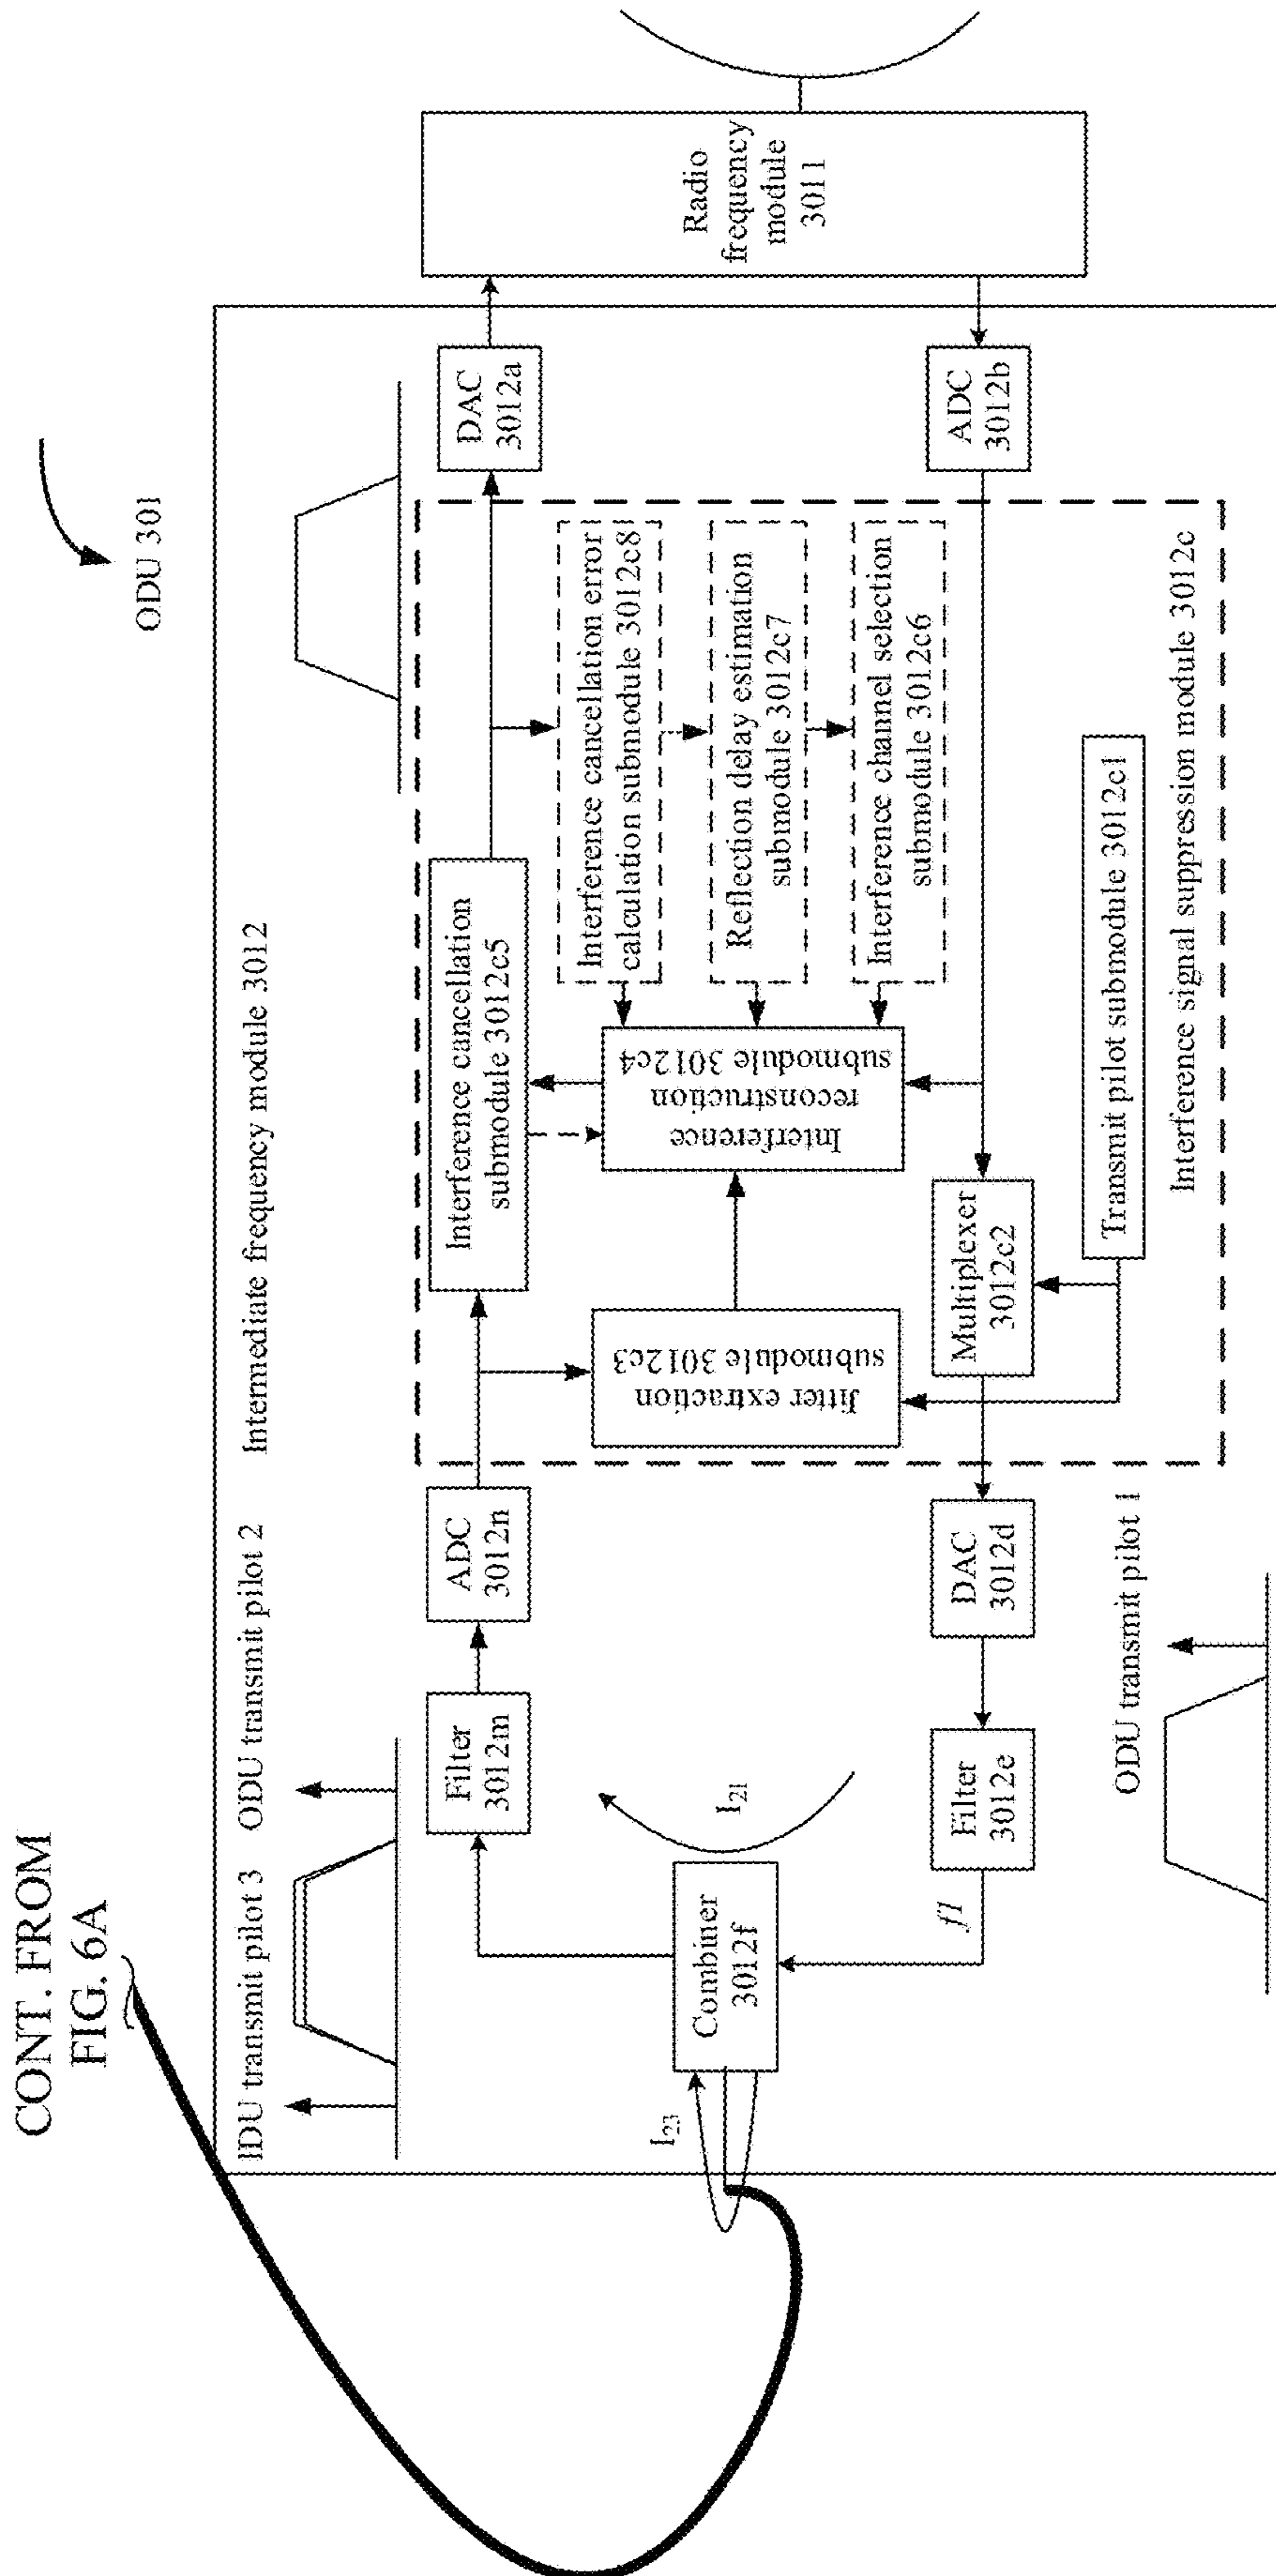 CONT. FROM
FIG. 6A
ODU 301
IDU transmit pilot 3
ODU transmit pilot 2
Intermediate frequency module 3012
Filter
3012m
ADC
3012n
Interference cancellation
submodule 3012c5
DAC
3012a
Radio
frequency
module
3011
I23
Combiner
3012f
I21
Jitter extraction
submodule 3012c3
Interference
reconstruction
submodule 3012c4
Interference cancellation error
calculation submodule 3012c8
Reflection delay estimation
submodule 3012c7
Interference channel selection
submodule 3012c6
f1
Filter
3012e
DAC
3012d
Multiplexer
3012c2
ADC
3012b
Transmit pilot submodule 3012c1
ODU transmit pilot 1
Interference signal suppression module 3012c